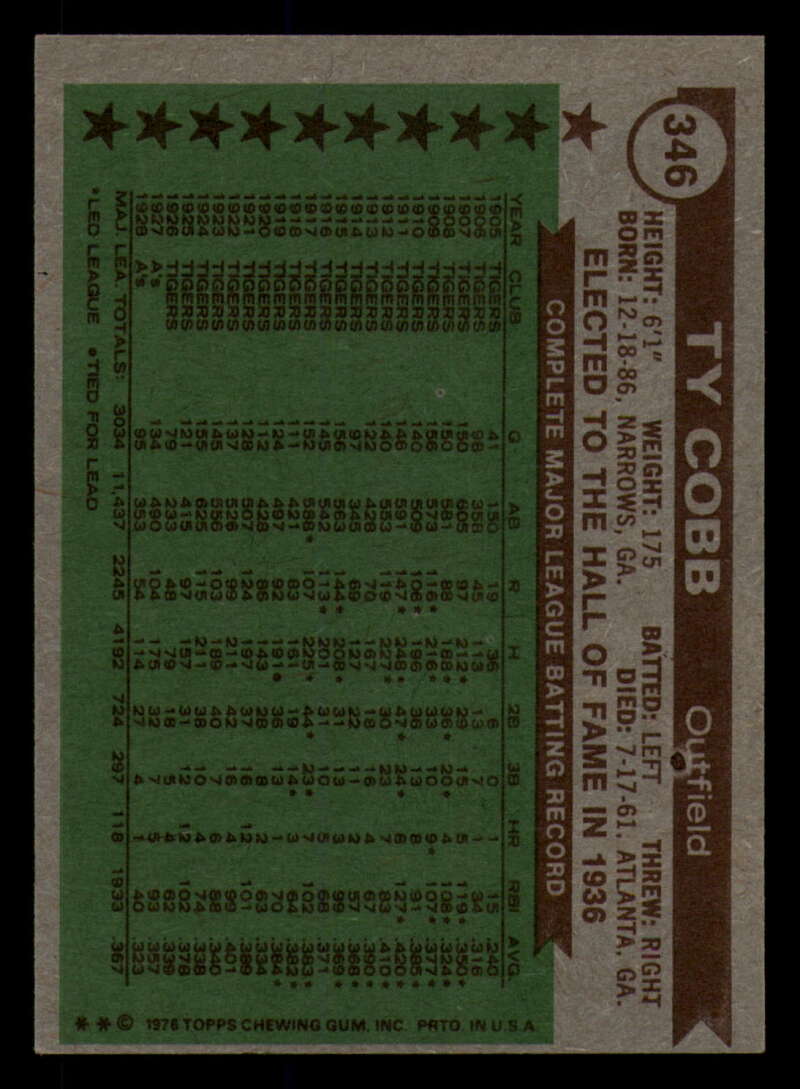 346
TY COBB Outfield
HEIGHT: 6'1" WEIGHT: 175 BATTED: LEFT THREW: RIGHT
BORN: 12-18-86, NARROWS, GA. DIED: 7-17-61. ATLANTA, GA.
ELECTED TO THE HALL OF FAME IN 1936
COMPLETE MAJOR LEAGUE BATTING RECORD
YEAR CLUB G AB R H 2B 3B HR RBI AVG.
1905 TIGERS 41 150 19 36 6 0 1 15 .240
1906 TIGERS 98 358 45 113 13 7 1 34 .316
1907 TIGERS 150 605 97 212* 29 15 5 119* .350*
1908 TIGERS 150 581 88 188* 36* 20* 4 108* .324*
1909 TIGERS 156 573 116* 216* 33 10 9* 107* .377*
1910 TIGERS 140 509 106* 196 36 13 8 91 .385*
1911 TIGERS 146 591 147* 248* 47* 24* 8 127* .420*
1912 TIGERS 140 553 119 227* 30 23 7 83 .410*
1913 TIGERS 122 428 70 167 18 16 4 67 .390*
1914 TIGERS 97 345 69 127 22 11 2 57 .368*
1915 TIGERS 156 563 144* 208* 31 13 3 99 .369*
1916 TIGERS 145 542 113* 201 31 10 5 68 .371
1917 TIGERS 152 588* 107 225* 44* 23* 7 102 .383*
1918 TIGERS 111 421 83 161 19 14* 3 64 .382*
1919 TIGERS 124 497 92 191• 36 13 1 70 .384*
1920 TIGERS 112 428 86 143 28 8 2 63 .334
1921 TIGERS 128 507 124 197 37 16 12 101 .389
1922 TIGERS 137 526 99 211 42 16 4 99 .401
1923 TIGERS 145 556 103 189 40 7 6 88 .340
1924 TIGERS 155 625 115 211 38 10 4 74 .338
1925 TIGERS 121 415 97 157 31 12 12 102 .378
1926 TIGERS 79 233 48 79 18 5 4 62 .339
1927 A's 134 490 104 175 32 7 5 93 .357
1928 A's 95 353 54 114 27 4 1 40 .323
MAJ. LEA. TOTALS: 3034 11,437 2245 4192 724 297 118 1933 .367
*LED LEAGUE •TIED FOR LEAD
* * © 1976 TOPPS CHEWING GUM, INC. PRTD. IN U.S.A.